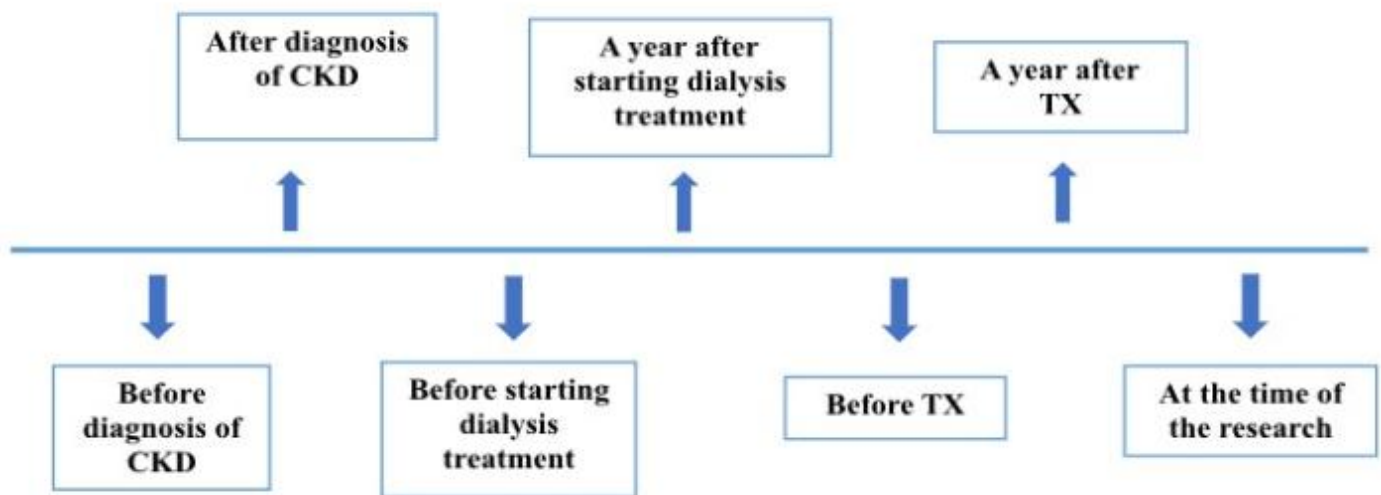 After diagnosis
of CKD
A year after
starting dialysis
treatment
A year after
TX
Before
diagnosis of
CKD
Before starting
dialysis
treatment
Before TX
At the time of
the research